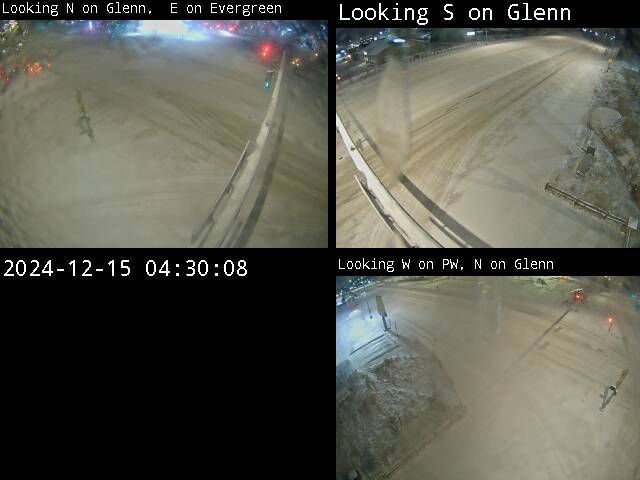 Looking N on Glenn, E on Evergreen
Looking S on Glenn
2024-12-15 04:30:08
Looking W on PW, N on Glenn